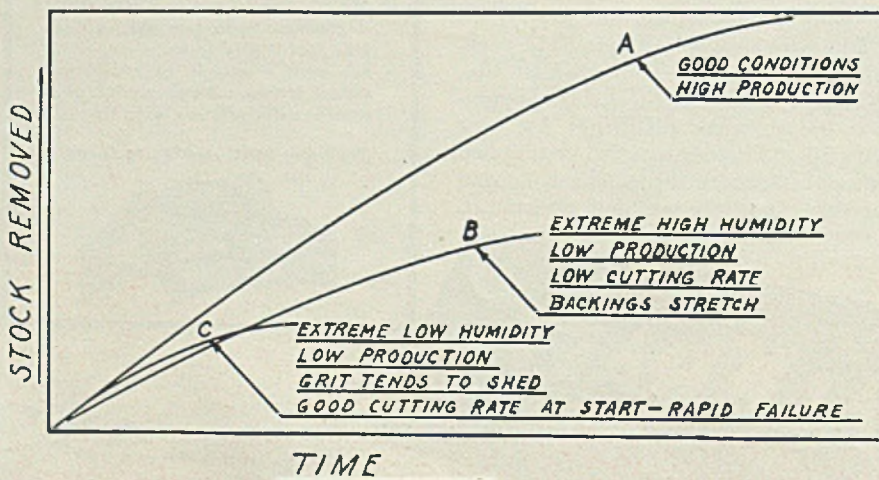 A
GOOD CONDITIONS
HIGH PRODUCTION
STOCK REMOVED
B
EXTREME HIGH HUMIDITY
LOW PRODUCTION
LOW CUTTING RATE
BACKINGS STRETCH
C
EXTREME LOW HUMIDITY
LOW PRODUCTION
GRIT TENDS TO SHED
GOOD CUTTING RATE AT START-RAPID FAILURE
TIME